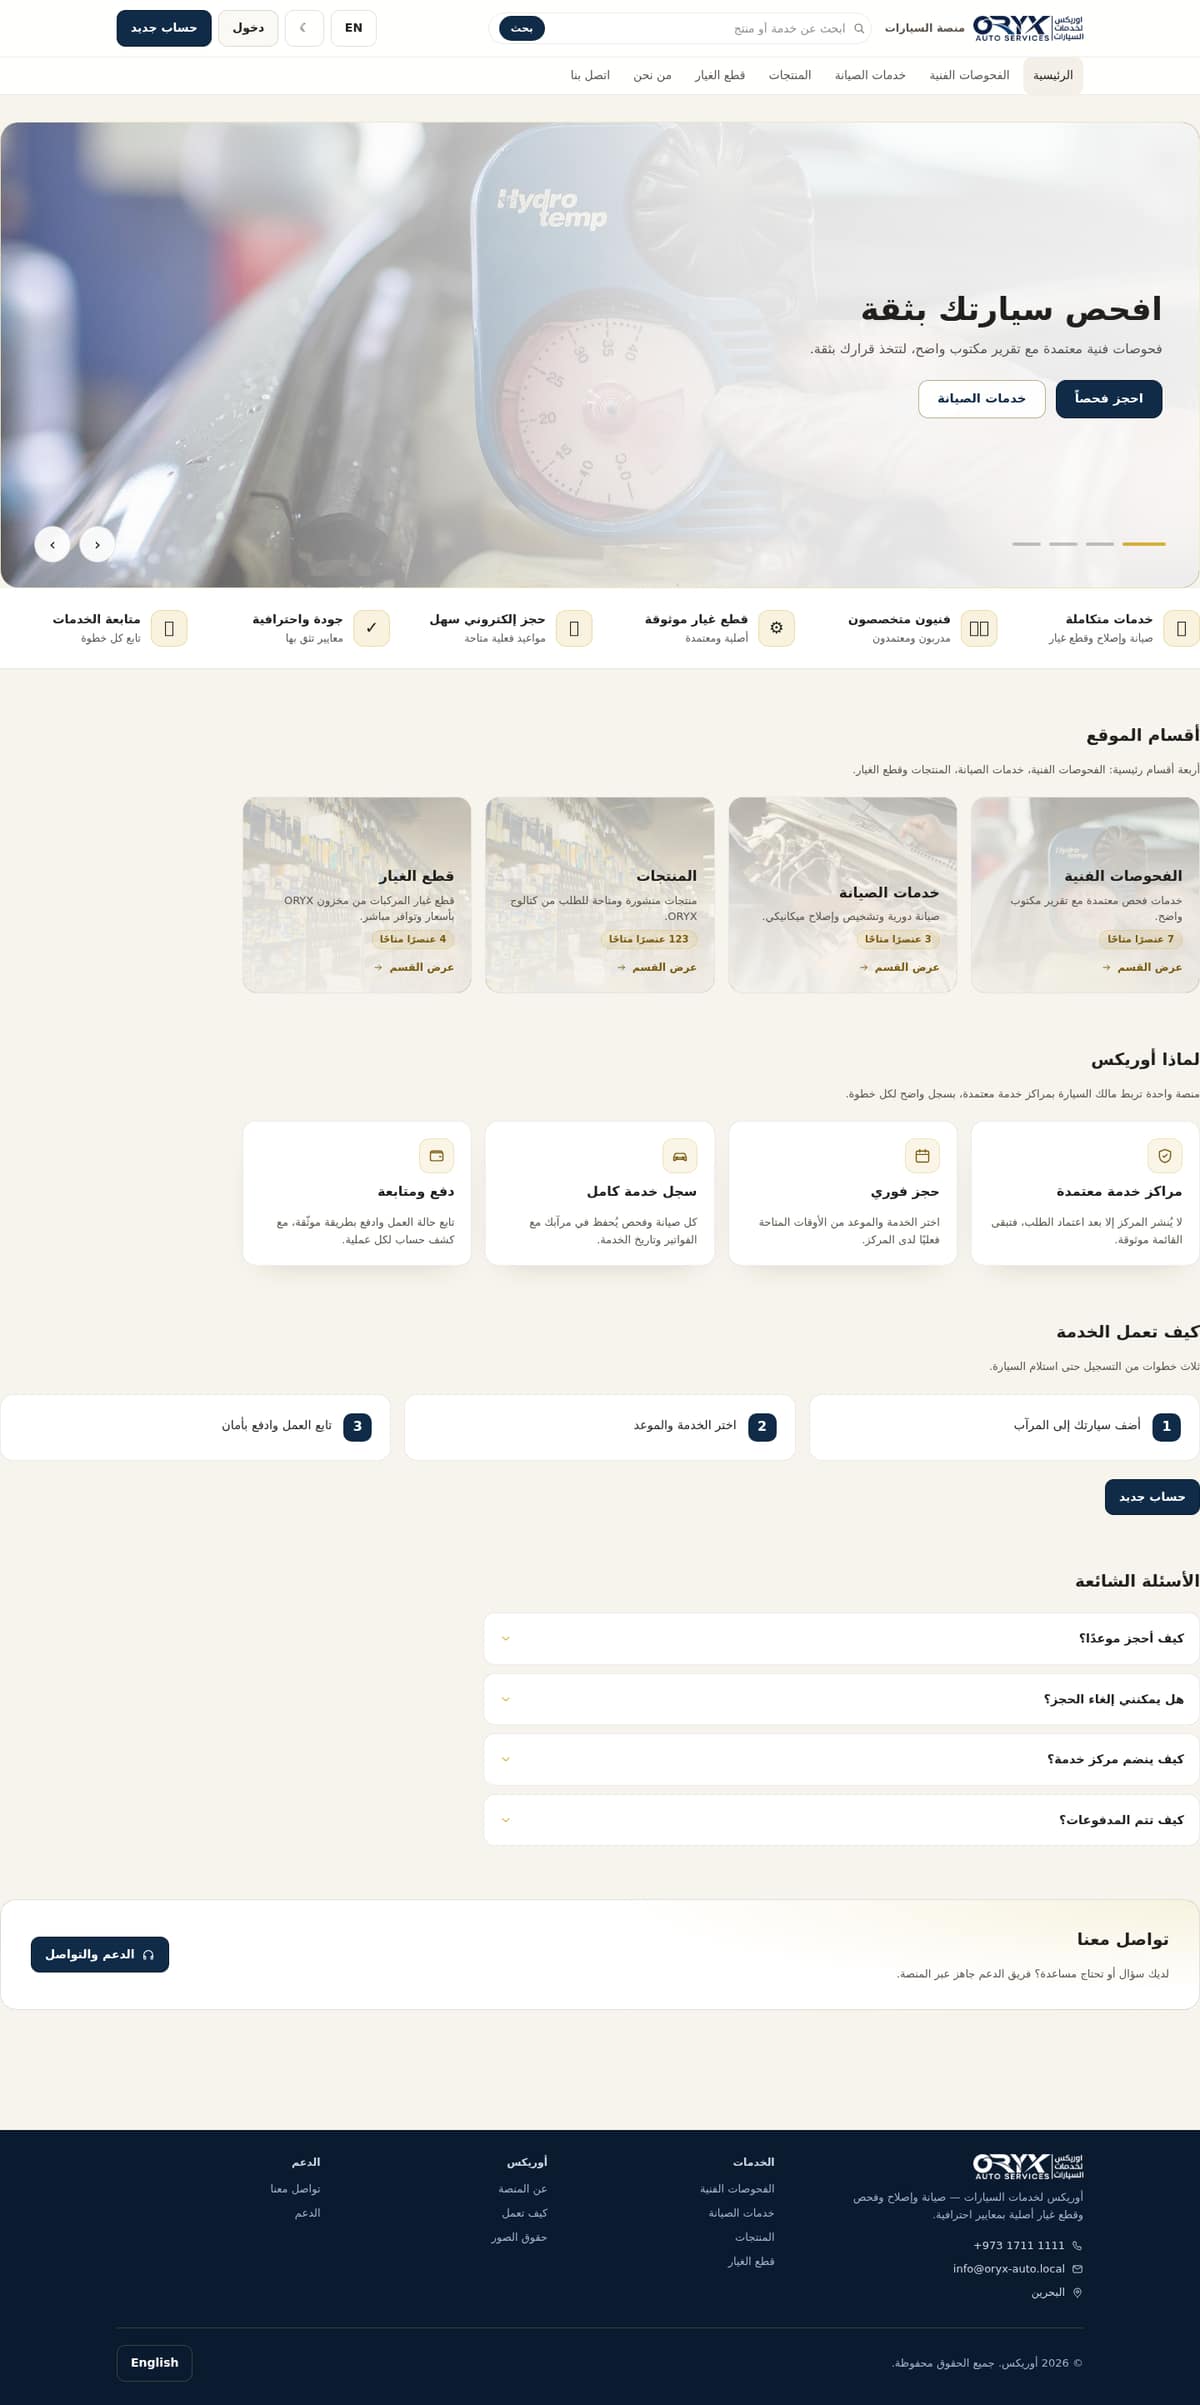 اوريكس
لخدمات
السيارات
ORYX
AUTO SERVICES
منصة السيارات
ابحث عن خدمة أو منتج
بحث
EN
دخول
حساب جديد
الرئيسية
الفحوصات الفنية
خدمات الصيانة
المنتجات
قطع الغيار
من نحن
اتصل بنا
Hydro
temp
40
35
30
25
20
15
افحص سيارتك بثقة
فحوصات فنية معتمدة مع تقرير مكتوب واضح، لتتخذ قرارك بثقة.
احجز فحصاً
خدمات الصيانة
خدمات متكاملة
صيانة وإصلاح وقطع غيار
فنيون متخصصون
مدربون ومعتمدون
قطع غيار موثوقة
أصلية ومعتمدة
حجز إلكتروني سهل
مواعيد فعلية متاحة
جودة واحترافية
معايير تثق بها
متابعة الخدمات
تابع كل خطوة
أقسام الموقع
أربعة أقسام رئيسية: الفحوصات الفنية، خدمات الصيانة، المنتجات وقطع الغيار.
Hydro
temp
الفحوصات الفنية
خدمات فحص معتمدة مع تقرير مكتوب
واضح.
7 عنصرًا متاحًا
عرض القسم →
خدمات الصيانة
صيانة دورية وتشخيص وإصلاح ميكانيكي.
3 عنصرًا متاحًا
عرض القسم →
المنتجات
منتجات منشورة ومتاحة للطلب من كتالوج
ORYX.
123 عنصرًا متاحًا
عرض القسم →
قطع الغيار
قطع غيار المركبات من مخزون ORYX
بأسعار وتوافر مباشر.
4 عنصرًا متاحًا
عرض القسم →
لماذا أوريكس
منصة واحدة تربط مالك السيارة بمراكز خدمة معتمدة، بسجل واضح لكل خطوة.
مراكز خدمة معتمدة
لا يُنشر المركز إلا بعد اعتماد الطلب، فتبقى
القائمة موثوقة.
حجز فوري
اختر الخدمة والموعد من الأوقات المتاحة
فعليًا لدى المركز.
سجل خدمة كامل
كل صيانة وفحص يُحفظ في مرآبك مع
الفواتير وتاريخ الخدمة.
دفع ومتابعة
تابع حالة العمل وادفع بطريقة موثّقة، مع
كشف حساب لكل عملية.
كيف تعمل الخدمة
ثلاث خطوات من التسجيل حتى استلام السيارة.
1 أضف سيارتك إلى المرآب
2 اختر الخدمة والموعد
3 تابع العمل وادفع بأمان
حساب جديد
الأسئلة الشائعة
كيف أحجز موعدًا؟
هل يمكنني إلغاء الحجز؟
كيف ينضم مركز خدمة؟
كيف تتم المدفوعات؟
تواصل معنا
لديك سؤال أو تحتاج مساعدة؟ فريق الدعم جاهز عبر المنصة.
الدعم والتواصل
اوريكس
لخدمات
السيارات
ORYX
AUTO SERVICES
أوريكس لخدمات السيارات — صيانة وإصلاح وفحص
وقطع غيار أصلية بمعايير احترافية.
+973 1711 1111
info@oryx-auto.local
البحرين
الخدمات
الفحوصات الفنية
خدمات الصيانة
المنتجات
قطع الغيار
أوريكس
عن المنصة
كيف تعمل
حقوق الصور
الدعم
تواصل معنا
الدعم
© 2026 أوريكس. جميع الحقوق محفوظة.
English